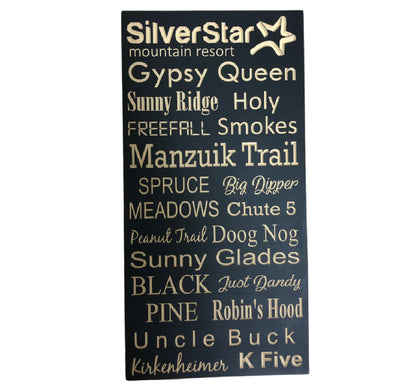 SilverStar
mountain resort
Gypsy Queen
Sunny Ridge Holy
FREEFALL Smokes
Manzuik Trail
SPRUCE Big Dipper
MEADOWS Chute 5
Peanut Trail Doog Nog
Sunny Glades
BLACK Just Dandy
PINE Robin's Hood
Uncle Buck
Kirkenheimer K Five